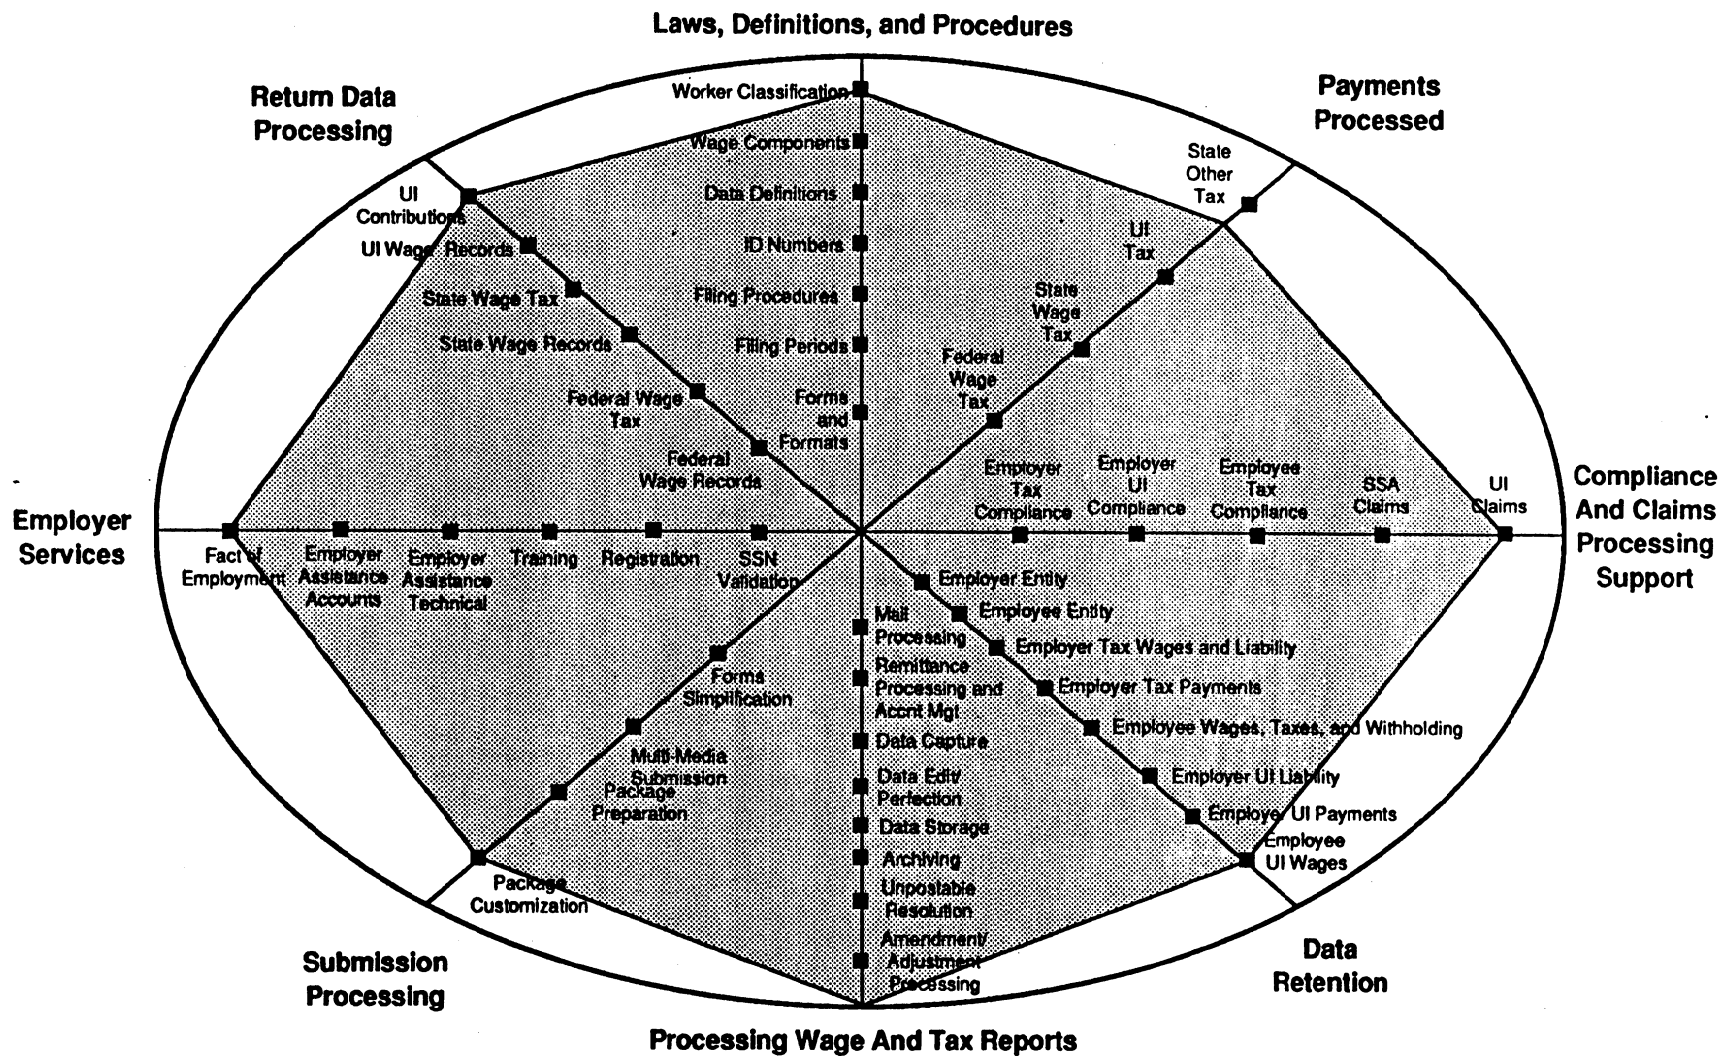 Laws, Definitions, and Procedures
Return Data
Processing
Payments
Processed
Worker Classification
Wage Components
Data Definitions
ID Numbers
Filing Procedures
Filing Periods
Forms
and
Formats
UI
Contributions
UI Wage Records
State Wage Tax
State Wage Records
Federal Wage
Tax
Federal
Wage Records
State
Other
Tax
UI
Tax
State
Wage
Tax
Federal
Wage
Tax
Employer
Services
Fact of
Employment
Employer
Assistance
Accounts
Employer
Assistance
Technical
Training
Registration
SSN
Validation
Employer
Tax
Compliance
Employer
UI
Compliance
Employee
Tax
Compliance
SSA
Claims
UI
Claims
Compliance
And Claims
Processing
Support
Forms
Simplification
Multi-Media
Submission
Package
Preparation
Package
Customization
Mail
Processing
Remittance
Processing and
Accnt Mgt
Data Capture
Data Edit/
Perfection
Data Storage
Archiving
Unpostable
Resolution
Amendment/
Adjustment
Processing
Employer Entity
Employee Entity
Employer Tax Wages and Liability
Employer Tax Payments
Employee Wages, Taxes, and Withholding
Employer UI Liability
Employer UI Payments
Employee
UI Wages
Submission
Processing
Data
Retention
Processing Wage And Tax Reports